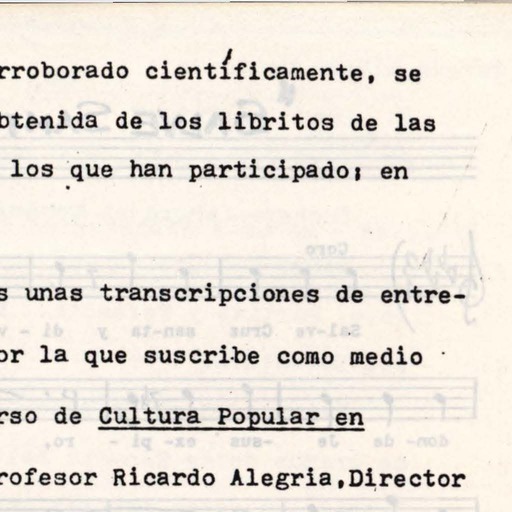 rroborado científicamente, se
btenida de los libritos de las
los que han participado; en
s unas transcripciones de entre-
or la que suscribe como medio
rso de Cultura Popular en
rofesor Ricardo Alegria,Director